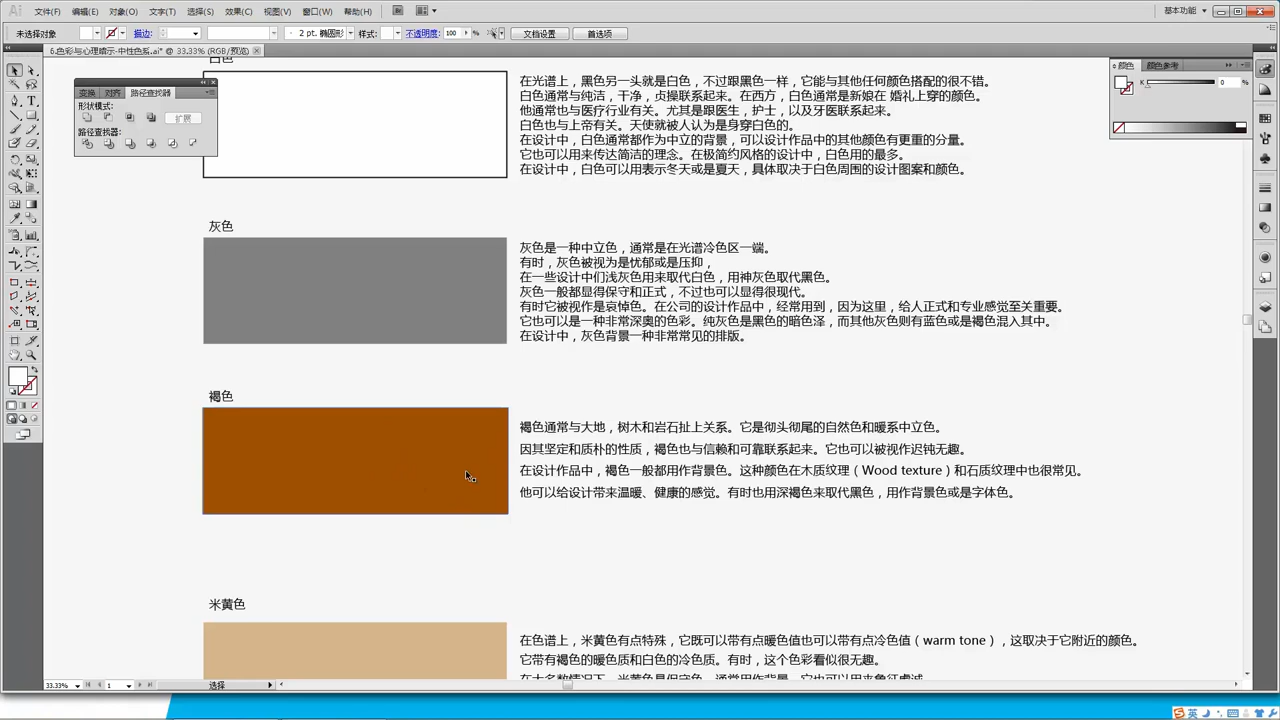 Ai 文件(F) 编辑(E) 对象(O) 文字(T) 选择(S) 效果(C) 视图(V) 窗口(W) 帮助(H) Br 基本功能
未选择对象 描边: 2 pt. 椭圆形 样式: 不透明度: 100 % 文档设置 首选项
6.色彩与心理暗示-中性色系.ai* @ 33.33% (RGB/预览)
变换 对齐 路径查找器
形状模式:
扩展
路径查找器:
颜色 颜色参考
K 0 %
白色
在光谱上，黑色另一头就是白色，不过跟黑色一样，它能与其他任何颜色搭配的很不错。
白色通常与纯洁，干净，贞操联系起来。在西方，白色通常是新娘在 婚礼上穿的颜色。
他通常也与医疗行业有关。尤其是跟医生，护士，以及牙医联系起来。
白色也与上帝有关。天使就被人认为是身穿白色的。
在设计中，白色通常都作为中立的背景，可以设计作品中的其他颜色有更重的分量。
它也可以用来传达简洁的理念。在极简约风格的设计中，白色用的最多。
在设计中，白色可以用表示冬天或是夏天，具体取决于白色周围的设计图案和颜色。
灰色
灰色是一种中立色，通常是在光谱冷色区一端。
有时，灰色被视为是忧郁或是压抑，
在一些设计中们浅灰色用来取代白色，用神灰色取代黑色。
灰色一般都显得保守和正式，不过也可以显得很现代。
有时它被视作是哀悼色。在公司的设计作品中，经常用到，因为这里，给人正式和专业感觉至关重要。
它也可以是一种非常深奥的色彩。纯灰色是黑色的暗色泽，而其他灰色则有蓝色或是褐色混入其中。
在设计中，灰色背景一种非常常见的排版。
褐色
褐色通常与大地，树木和岩石扯上关系。它是彻头彻尾的自然色和暖系中立色。
因其坚定和质朴的性质，褐色也与信赖和可靠联系起来。它也可以被视作迟钝无趣。
在设计作品中，褐色一般都用作背景色。这种颜色在木质纹理（Wood texture）和石质纹理中也很常见。
他可以给设计带来温暖、健康的感觉。有时也用深褐色来取代黑色，用作背景色或是字体色。
米黄色
在色谱上，米黄色有点特殊，它既可以带有点暖色值也可以带有点冷色值（warm tone），这取决于它附近的颜色。
它带有褐色的暖色质和白色的冷色质。有时，这个色彩看似很无趣。
在大多数情况下，米黄色是保守色，通常用作背景。它也可以用来象征虔诚。
33.33% 1 选择
英